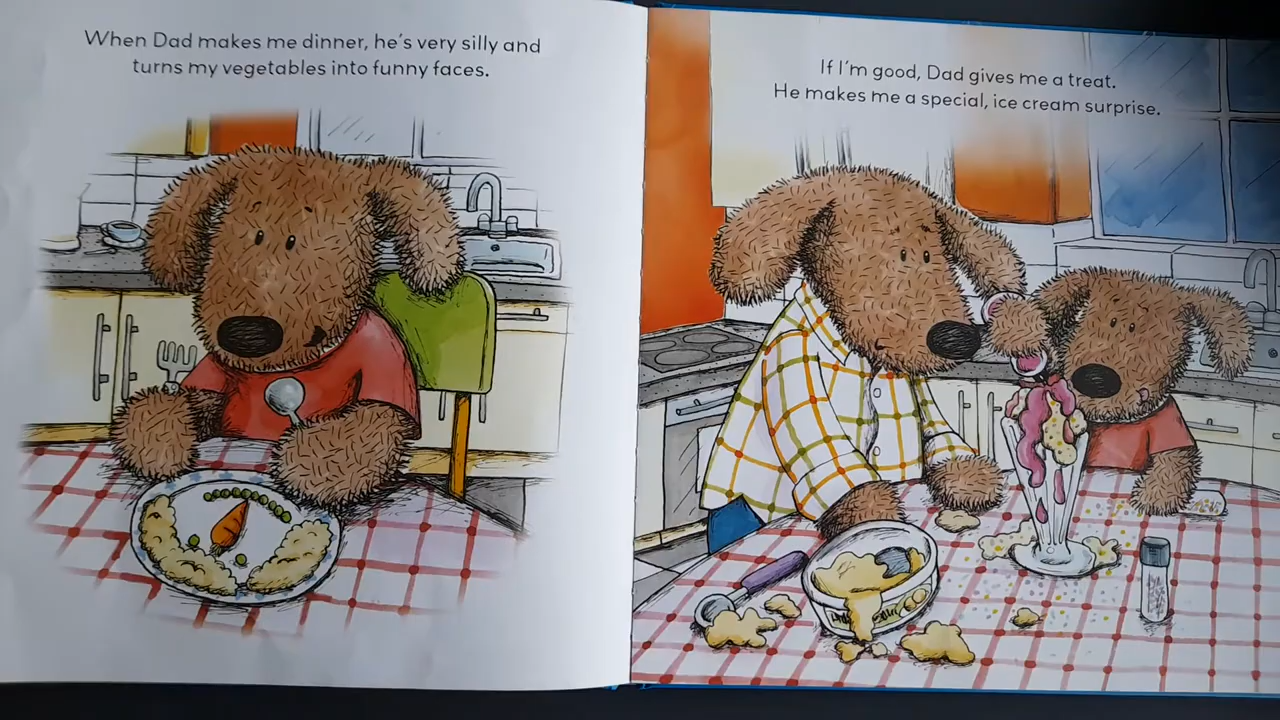 When Dad makes me dinner, he's very silly and
turns my vegetables into funny faces.
If I'm good, Dad gives me a treat.
He makes me a special, ice cream surprise.